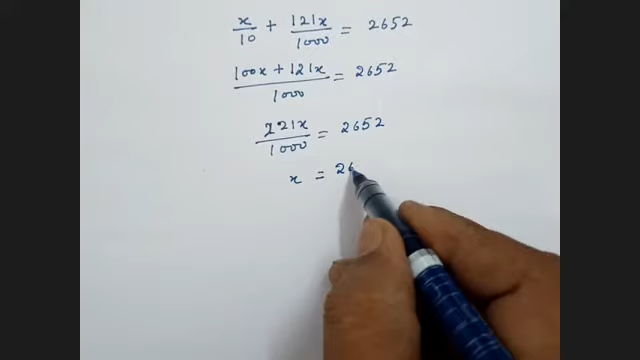 x/10 + 121x/1000 = 2652
100x + 121x/1000 = 2652
221x/1000 = 2652
x = 26